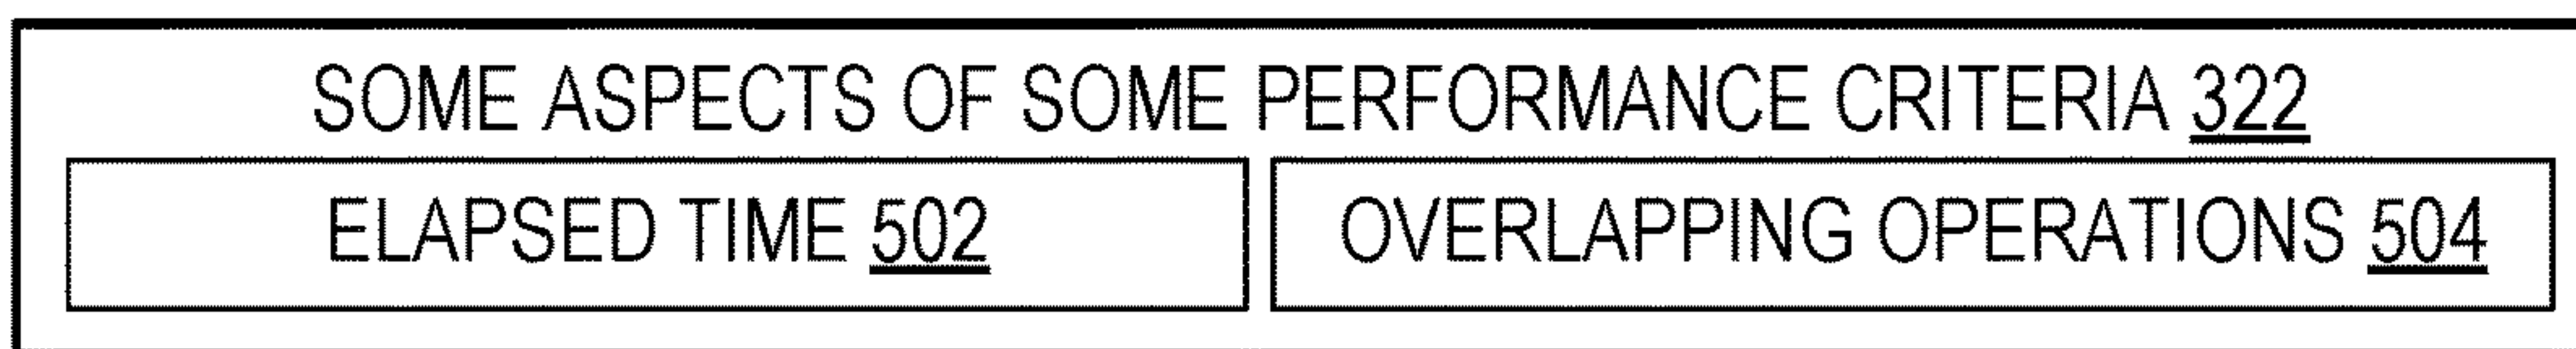 SOME ASPECTS OF SOME PERFORMANCE CRITERIA 322
ELAPSED TIME 502
OVERLAPPING OPERATIONS 504